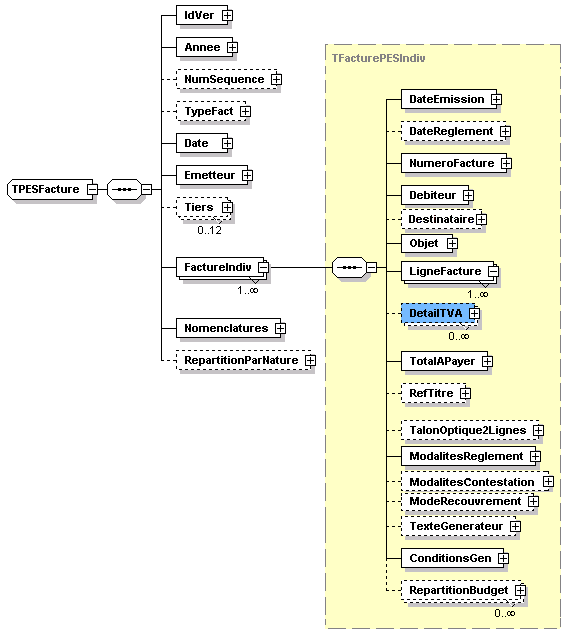 TPESFacture
IdVer
Annee
NumSequence
TypeFact
Date
Emetteur
Tiers
0..12
FactureIndiv
1..∞
Nomenclatures
RepartitionParNature
TFacturePESIndiv
DateEmission
DateReglement
NumeroFacture
Debiteur
Destinataire
Objet
LigneFacture
1..∞
DetailTVA
0..∞
TotalAPayer
RefTitre
TalonOptique2Lignes
ModalitesReglement
ModalitesContestation
ModeRecouvrement
TexteGenerateur
ConditionsGen
RepartitionBudget
0..∞